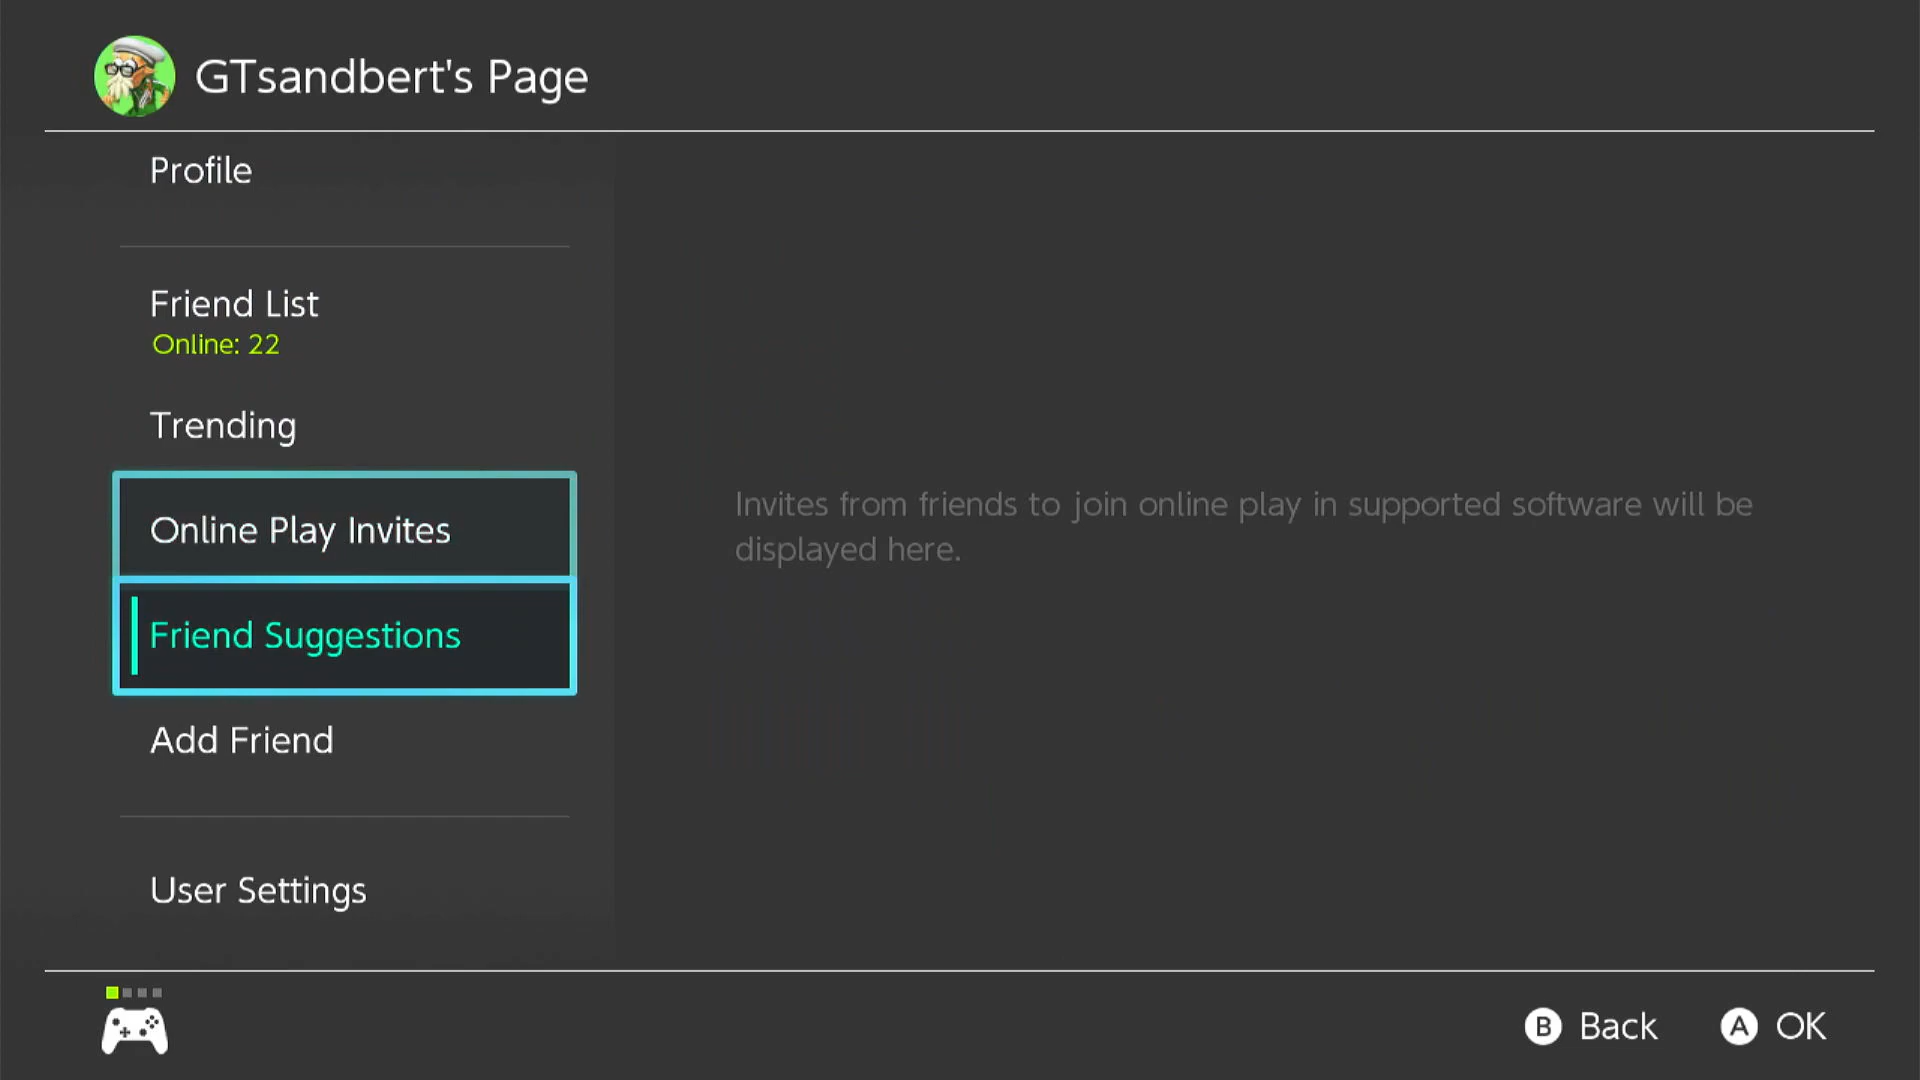 GTsandbert's Page
Profile
Friend List
Online: 22
Trending
Online Play Invites
Friend Suggestions
Add Friend
User Settings
Invites from friends to join online play in supported software will be
displayed here.
B Back
A OK